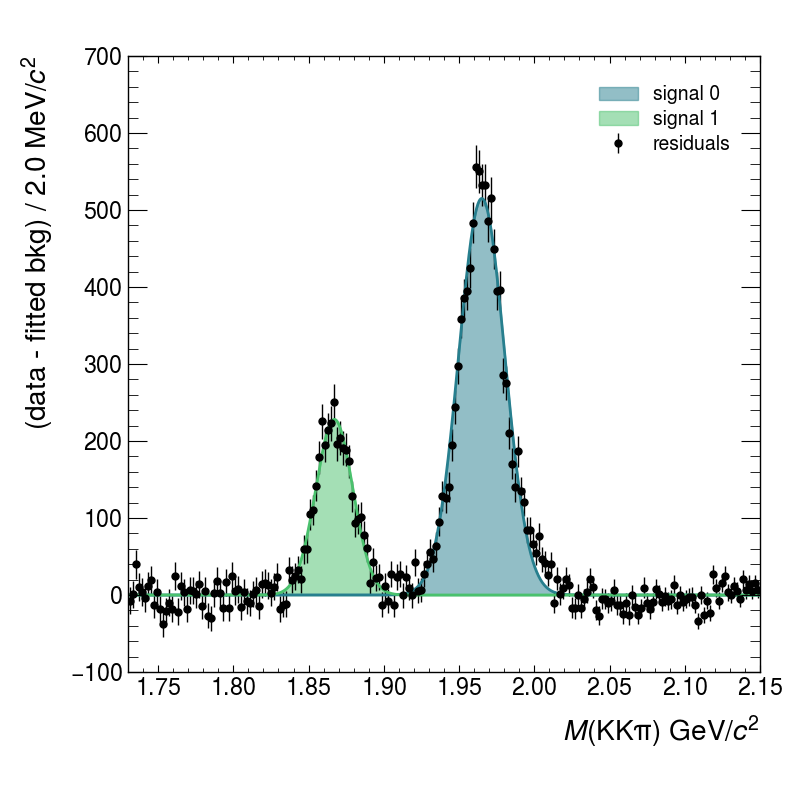 700
600
500
400
300
200
100
0
−100
(data - fitted bkg) / 2.0 MeV/c²
signal 0
signal 1
residuals
1.75 1.80 1.85 1.90 1.95 2.00 2.05 2.10 2.15
M(KKπ) GeV/c²